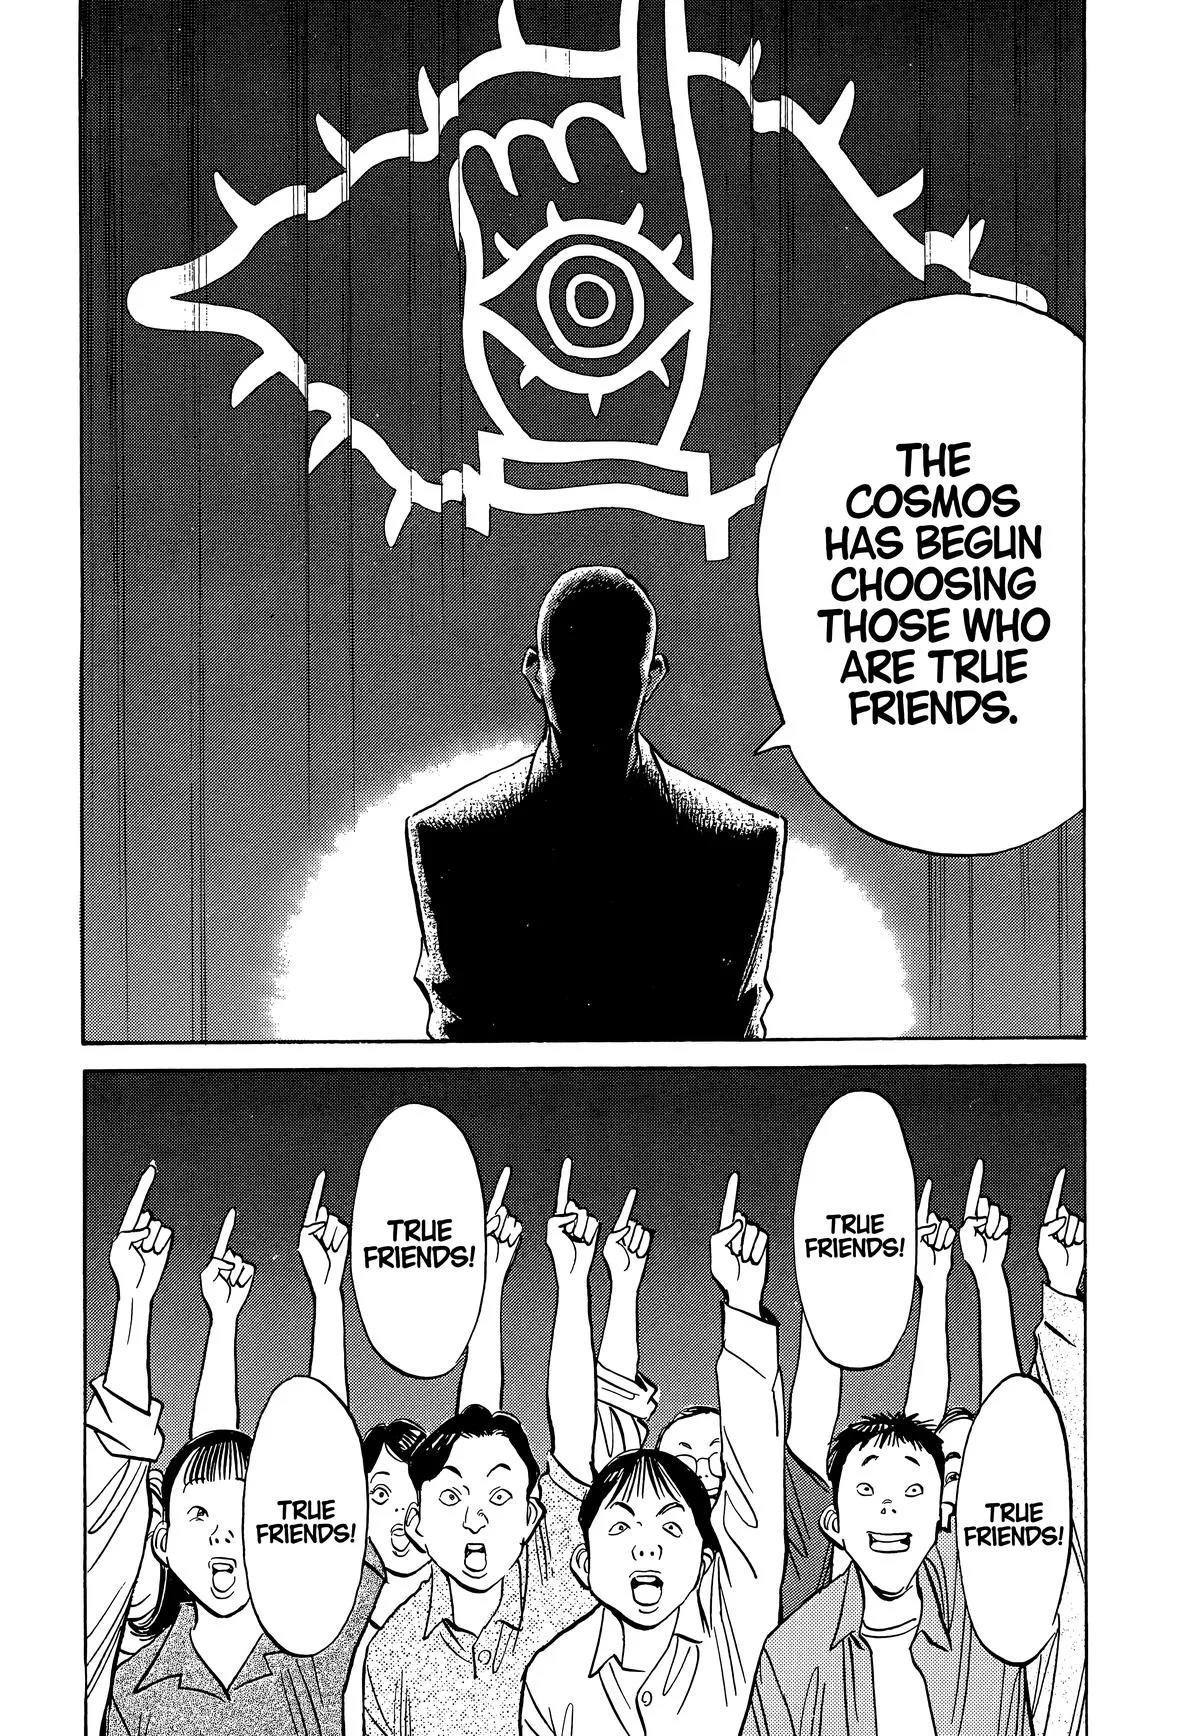 THE
COSMOS
HAS BEGUN
CHOOSING
THOSE WHO
ARE TRUE
FRIENDS.
TRUE
FRIENDS!
TRUE
FRIENDS!
TRUE
FRIENDS!
TRUE
FRIENDS!